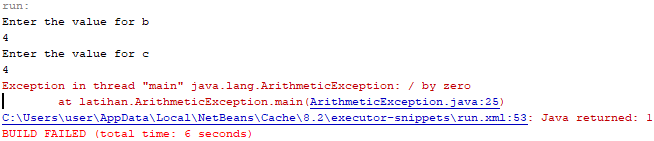 run:
Enter the value for b
4
Enter the value for c
4
Exception in thread "main" java.lang.ArithmeticException: / by zero
at latihan.ArithmeticException.main(ArithmeticException.java:25)
C:\Users\user\AppData\Local\NetBeans\Cache\8.2\executor-snippets\run.xml:53: Java returned: 1
BUILD FAILED (total time: 6 seconds)